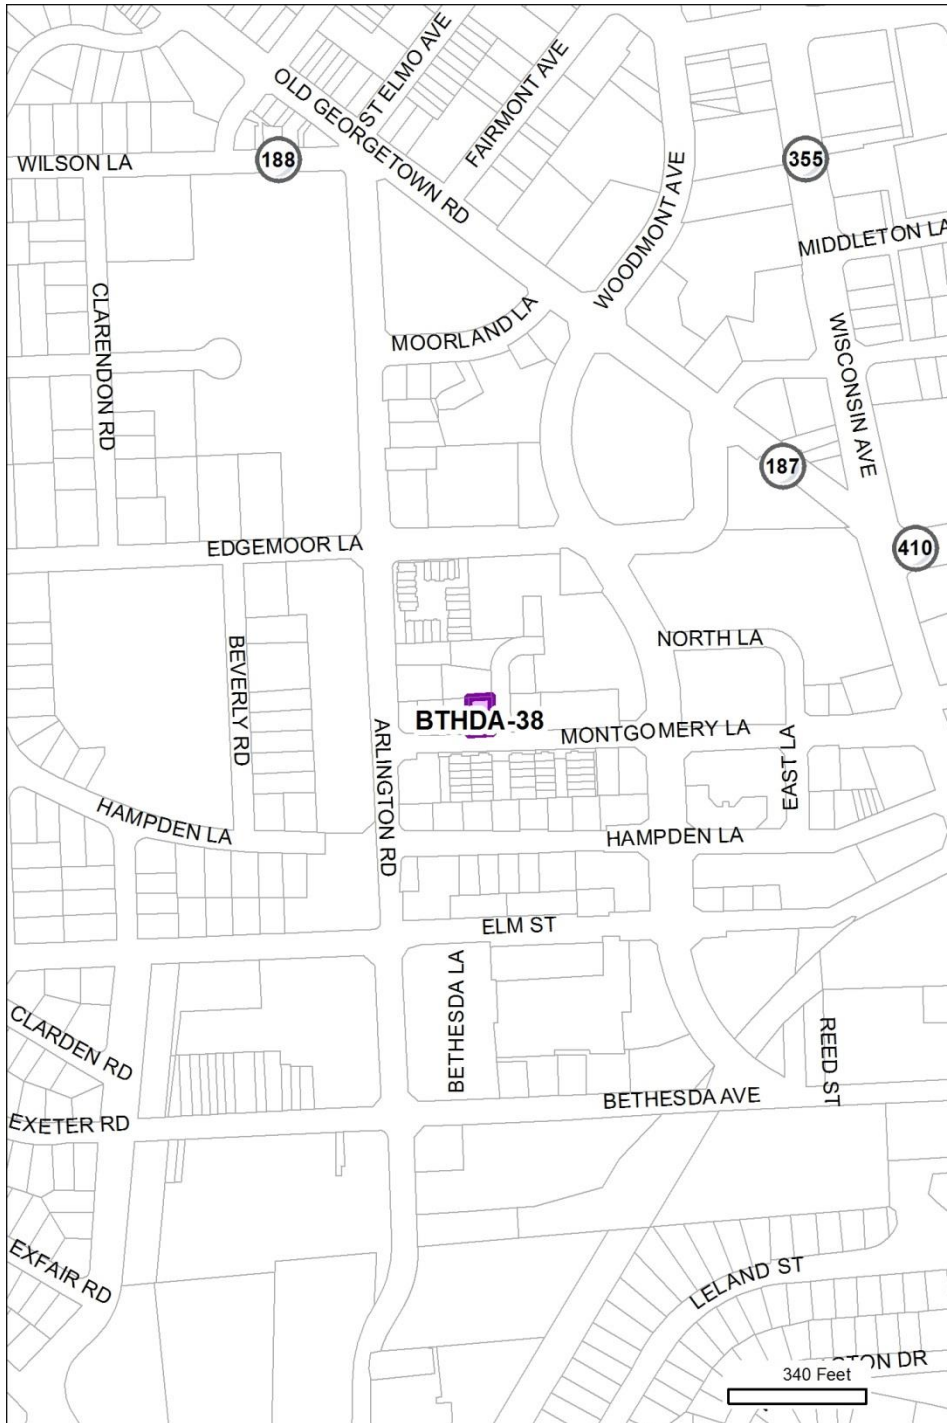 ST ELMO AVE
OLD GEORGETOWN RD
FAIRMONT AVE
WILSON LA
188
355
WOODMONT AVE
MIDDLETON LA
CLARENDON RD
MOORLAND LA
WISCONSIN AVE
187
EDGEMOOR LA
410
BEVERLY RD
NORTH LA
BTHDA-38
ARLINGTON RD
MONTGOMERY LA
EAST LA
HAMPDEN LA
HAMPDEN LA
ELM ST
BETHESDA LA
CLARDEN RD
REED ST
BETHESDA AVE
EXETER RD
EXFAIR RD
LELAND ST
GTON DR
340 Feet